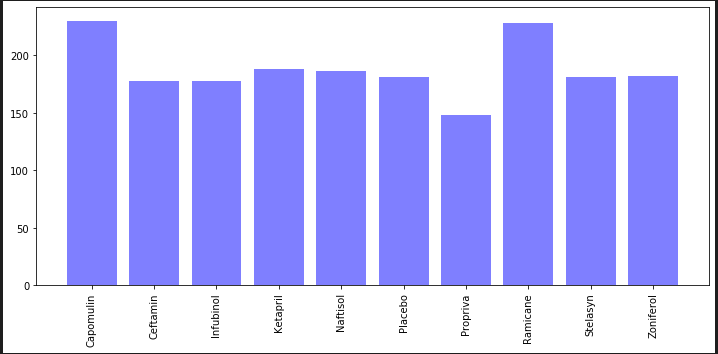 200
150
100
50
0
Capomulin
Ceftamin
Infubinol
Ketapril
Naftisol
Placebo
Propriva
Ramicane
Stelasyn
Zoniferol